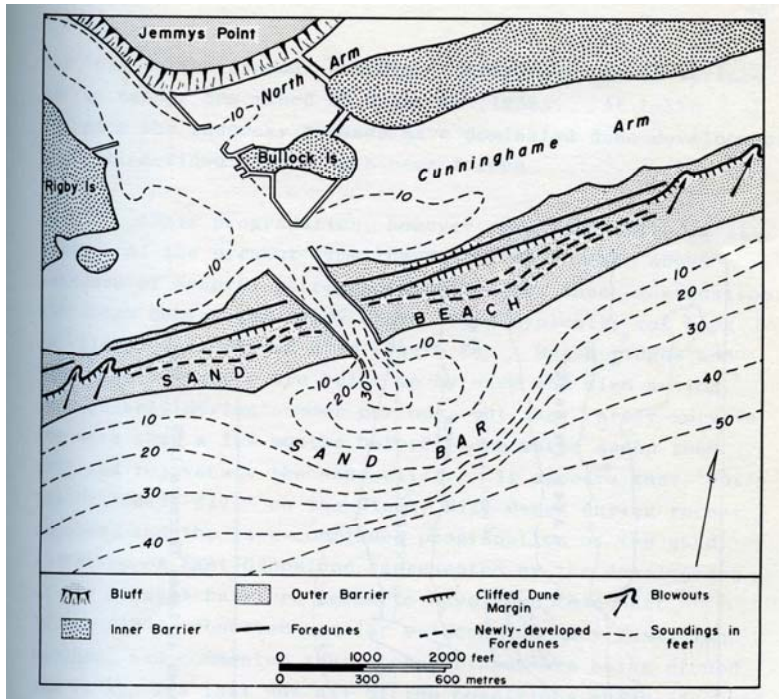 Jemmys Point
North Arm
Bullock Is
Rigby Is
Cunninghame Arm
10
10
10
10
20
30
40
50
BEACH
SAND
10
10
20
30
SAND BAR
10
20
30
40
Bluff
Outer Barrier
Cliffed Dune Margin
Blowouts
Inner Barrier
Foredunes
Newly-developed Foredunes
Soundings in feet
0 1000 2000 feet
0 300 600 metres